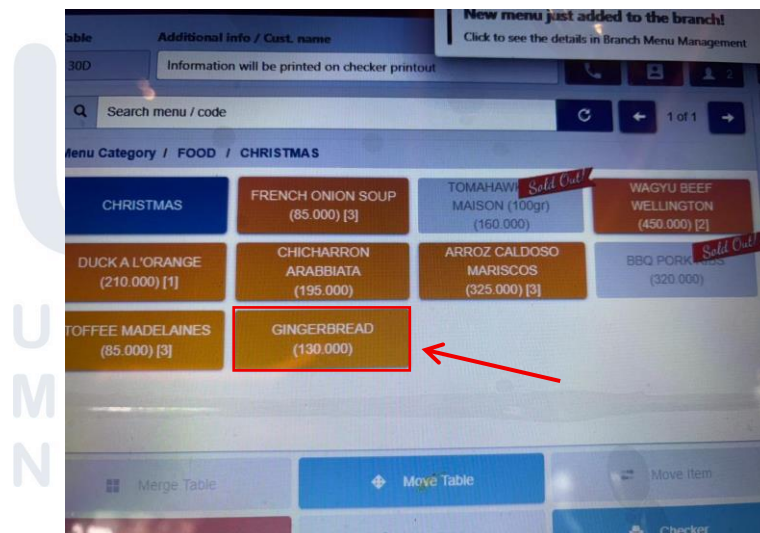 New menu just added to the branch!
Click to see the details in Branch Menu Management
Table
Additional info / Cust. name
30D
Information will be printed on checker printout
2
Search menu / code
1 of 1
Menu Category / FOOD / CHRISTMAS
CHRISTMAS
FRENCH ONION SOUP
(85.000) [3]
MAISON (100gr)
(160.000)
Sold Out!
WAGYU BEEF
WELLINGTON
(450.000) [2]
DUCK A L'ORANGE
(210.000) [1]
CHICHARRON
ARABBIATA
(195.000)
ARROZ CALDOSO
MARISCOS
(325.000) [3]
BBQ PORK
(320.000)
Sold Out!
TOFFEE MADELAINES
(85.000) [3]
GINGERBREAD
(130.000)
Merge Table
Move Table
Move Item
Checker
U
M
N